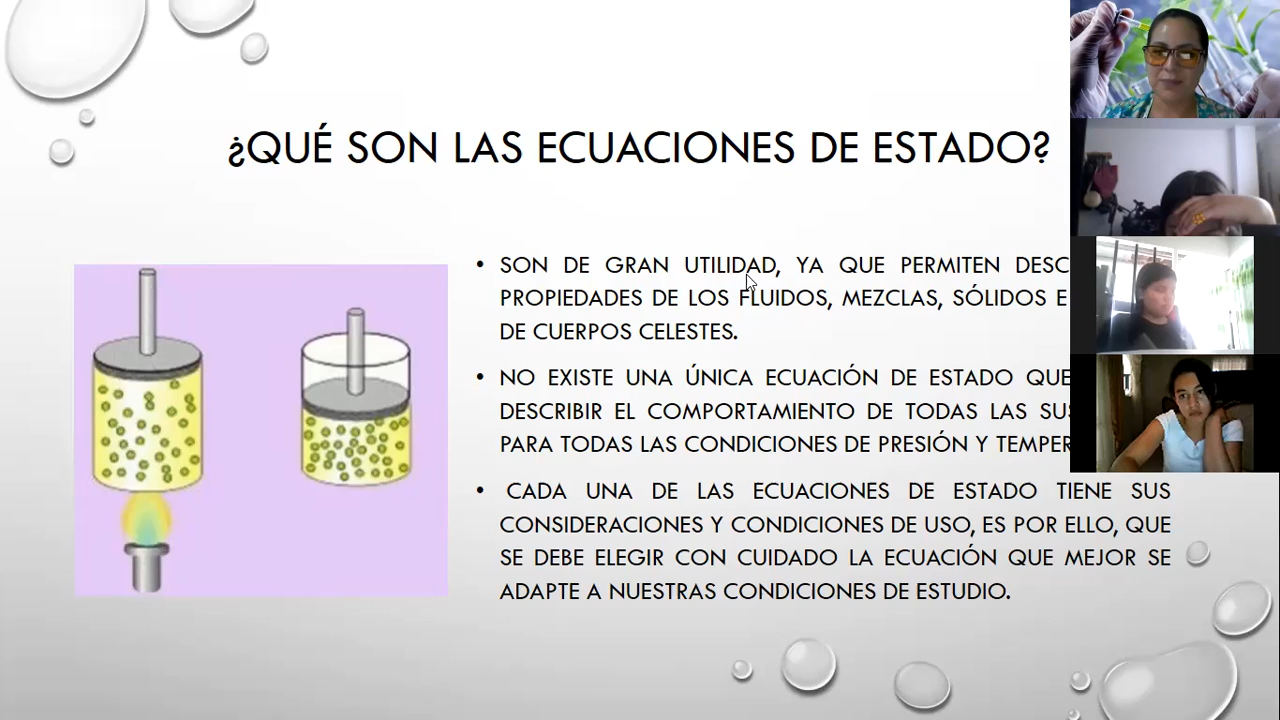 ¿QUÉ SON LAS ECUACIONES DE ESTADO?
• SON DE GRAN UTILIDAD, YA QUE PERMITEN
PROPIEDADES DE LOS FLUIDOS, MEZCLAS, SÓLIDOS E
DE CUERPOS CELESTES.
• NO EXISTE UNA ÚNICA ECUACIÓN DE ESTADO QUE
DESCRIBIR EL COMPORTAMIENTO DE TODAS LAS
PARA TODAS LAS CONDICIONES DE PRESIÓN Y
• CADA UNA DE LAS ECUACIONES DE ESTADO TIENE SUS
CONSIDERACIONES Y CONDICIONES DE USO, ES POR ELLO, QUE
SE DEBE ELEGIR CON CUIDADO LA ECUACIÓN QUE MEJOR SE
ADAPTE A NUESTRAS CONDICIONES DE ESTUDIO.